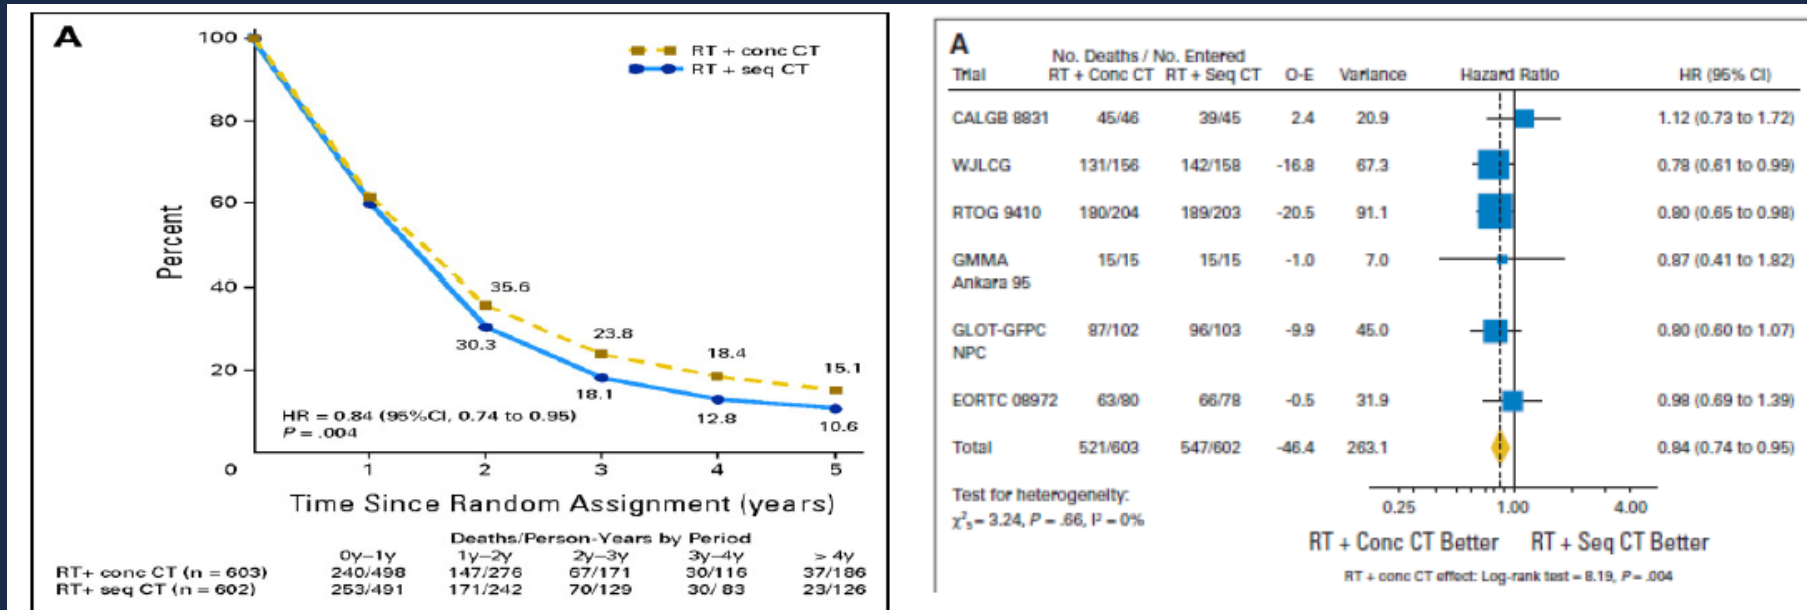 A
100
80
60
40
20
0
Percent
RT + conc CT
RT + seq CT
35.6
30.3
23.8
18.1
18.4
12.8
15.1
10.6
HR = 0.84 (95%CI, 0.74 to 0.95)
P = .004
1 2 3 4 5
Time Since Random Assignment (years)
Deaths/Person-Years by Period
0y–1y 1y–2y 2y–3y 3y–4y > 4y
RT+ conc CT (n = 603) 240/498 147/276 67/171 30/116 37/186
RT+ seq CT (n = 602) 253/491 171/242 70/129 30/ 83 23/126
A
No. Deaths / No. Entered
Trial RT + Conc CT RT + Seq CT O-E Variance Hazard Ratio HR (95% CI)
CALGB 8831 45/46 39/45 2.4 20.9 1.12 (0.73 to 1.72)
WJLCG 131/156 142/158 -16.8 67.3 0.78 (0.61 to 0.99)
RTOG 9410 180/204 189/203 -20.5 91.1 0.80 (0.65 to 0.98)
GMMA 15/15 15/15 -1.0 7.0 0.87 (0.41 to 1.82)
Ankara 95
GLOT-GFPC 87/102 96/103 -9.9 45.0 0.80 (0.60 to 1.07)
NPC
EORTC 08972 63/80 66/78 -0.5 31.9 0.98 (0.69 to 1.39)
Total 521/603 547/602 -46.4 263.1 0.84 (0.74 to 0.95)
Test for heterogeneity:
χ²₅ = 3.24, P = .66, I² = 0%
0.25 1.00 4.00
RT + Conc CT Better RT + Seq CT Better
RT + conc CT effect: Log-rank test = 8.19, P = .004